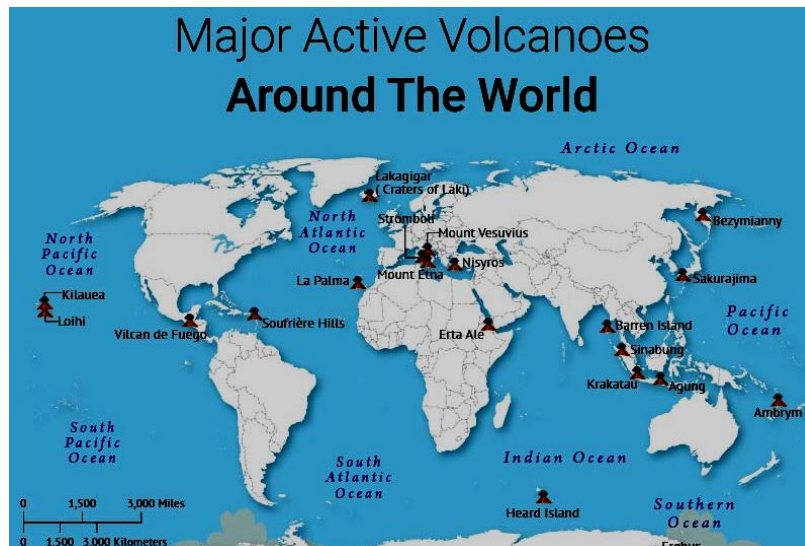 Major Active Volcanoes
Around The World
Arctic Ocean
Lakagigar
( Craters of Laki)
North
Atlantic
Ocean
Stromboli
Mount Vesuvius
Bezymianny
North
Pacific
Ocean
Mount Etna
Nisyros
La Palma
Sakurajima
Kilauea
Loihi
Vilcan de Fuego
Soufrière Hills
Erta Ale
Barren Island
Pacific
Ocean
Sinabung
Krakatau
Agung
Ambrym
South
Pacific
Ocean
South
Atlantic
Ocean
Indian Ocean
Heard Island
Southern
Ocean
0 1,500 3,000 Miles
0 1,500 3,000 Kilometers